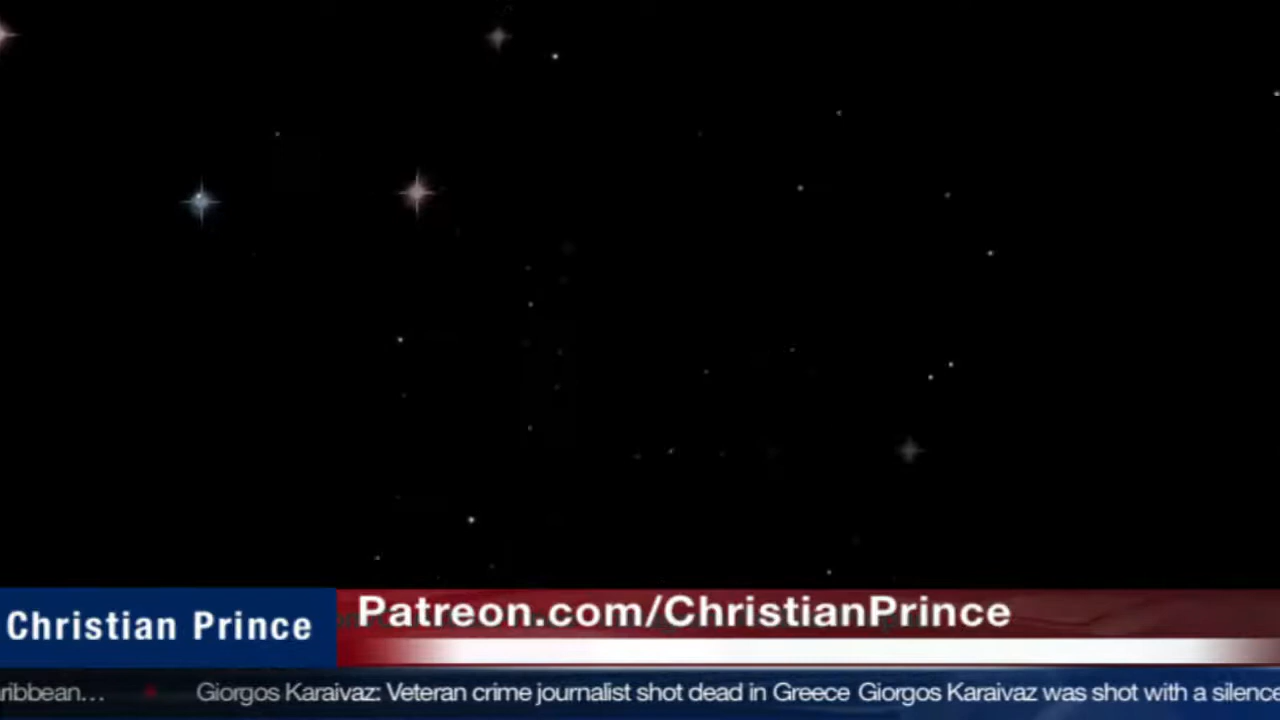 Christian Prince
Patreon.com/ChristianPrince
ribbean… Giorgos Karaivaz: Veteran crime journalist shot dead in Greece Giorgos Karaivaz was shot with a silence